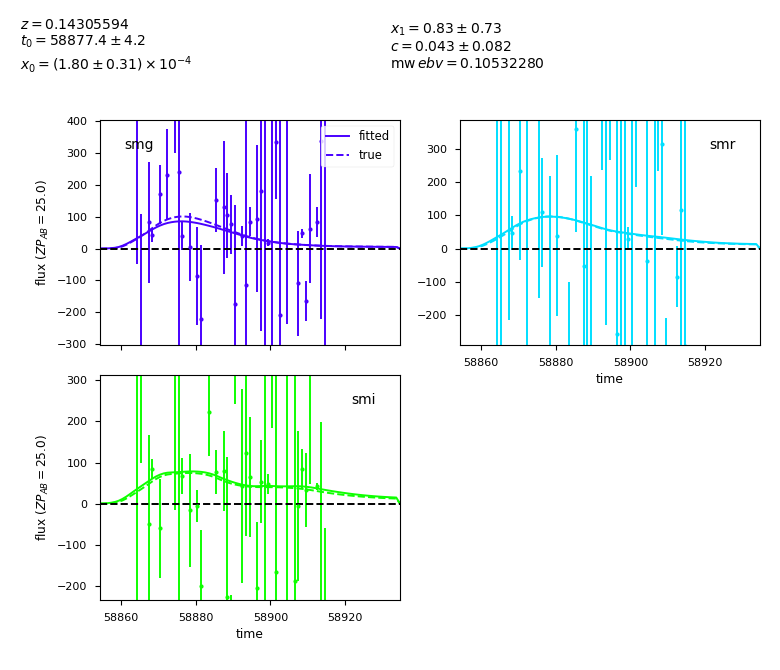 z = 0.14305594
t₀ = 58877.4 ± 4.2
x₀ = (1.80 ± 0.31) × 10⁻⁴
x₁ = 0.83 ± 0.73
c = 0.043 ± 0.082
mw ebv = 0.10532280
smg
fitted
true
400
300
200
100
0
−100
−200
−300
flux (ZP_AB = 25.0)
smr
300
200
100
0
−100
−200
58860 58880 58900 58920
time
smi
300
200
100
0
−100
−200
flux (ZP_AB = 25.0)
58860 58880 58900 58920
time